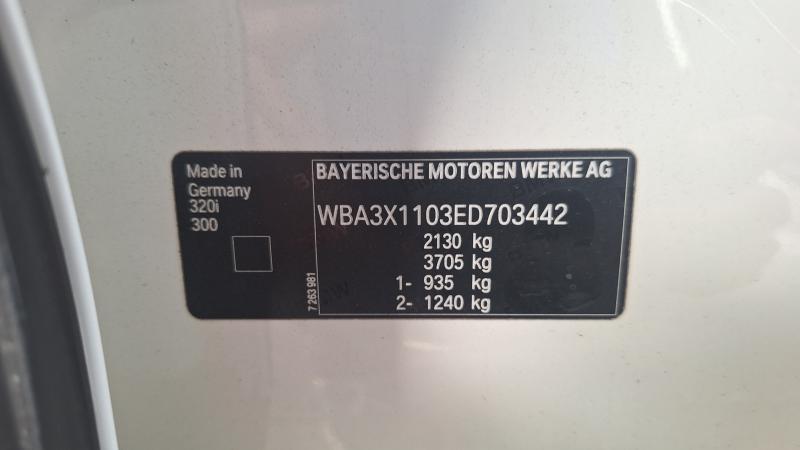 Made in
Germany
320i
300
7 263 981
BAYERISCHE MOTOREN WERKE AG
WBA3X1103ED703442
2130 kg
3705 kg
1- 935 kg
2- 1240 kg